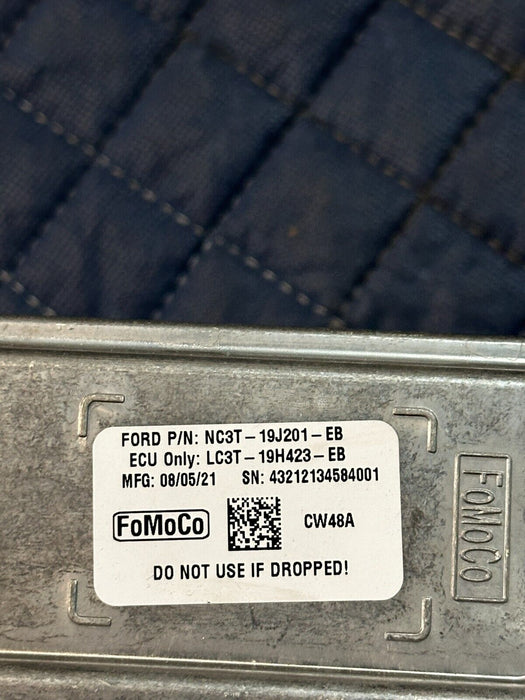 FORD P/N: NC3T-19J201-EB
ECU Only: LC3T-19H423-EB
MFG: 08/05/21 SN: 43212134584001
FoMoCo CW48A
DO NOT USE IF DROPPED!
FoMoCo